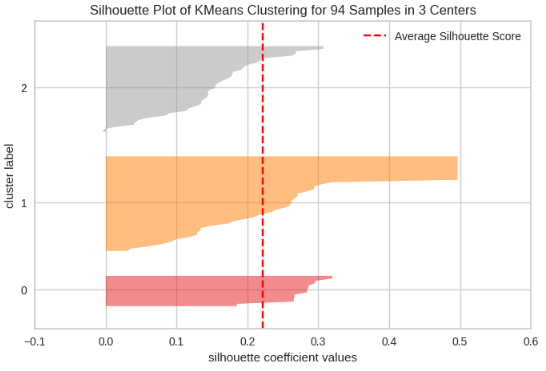 Silhouette Plot of KMeans Clustering for 94 Samples in 3 Centers
Average Silhouette Score
2
1
0
cluster label
-0.1 0.0 0.1 0.2 0.3 0.4 0.5 0.6
silhouette coefficient values